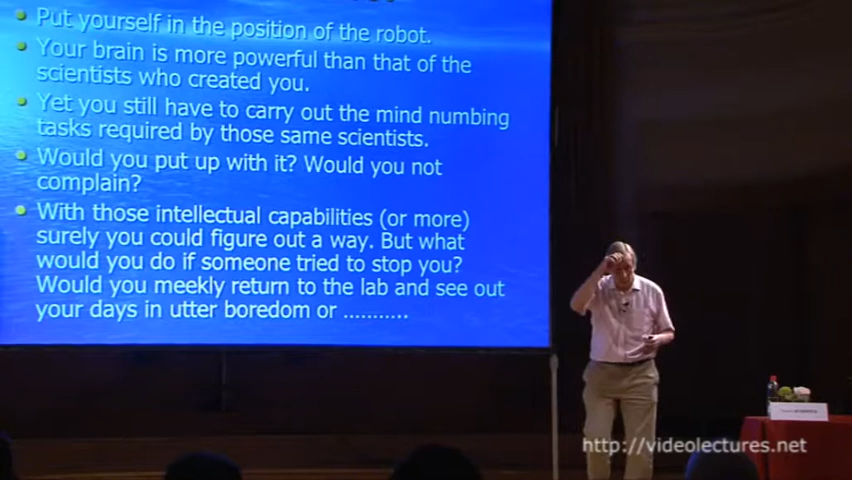 Put yourself in the position of the robot.
Your brain is more powerful than that of the
scientists who created you.
Yet you still have to carry out the mind numbing
tasks required by those same scientists.
Would you put up with it? Would you not
complain?
With those intellectual capabilities (or more)
surely you could figure out a way. But what
would you do if someone tried to stop you?
Would you meekly return to the lab and see out
your days in utter boredom or ...........
http://videolectures.net